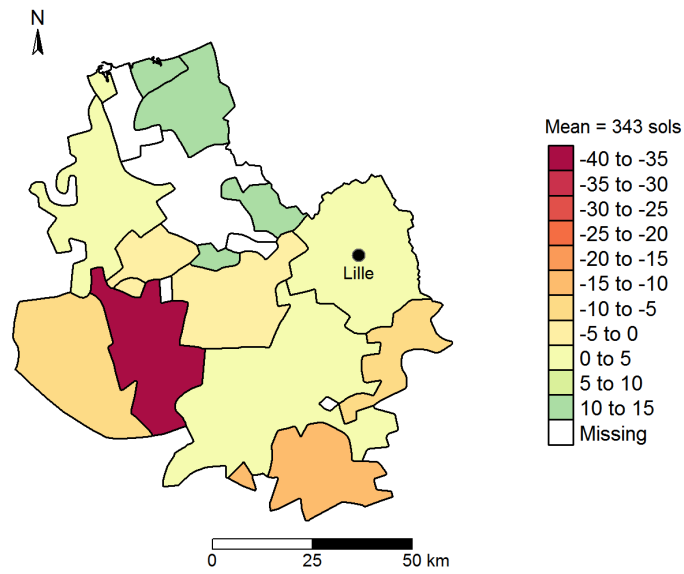 N
Lille
Mean = 343 sols
-40 to -35
-35 to -30
-30 to -25
-25 to -20
-20 to -15
-15 to -10
-10 to -5
-5 to 0
0 to 5
5 to 10
10 to 15
Missing
0 25 50 km